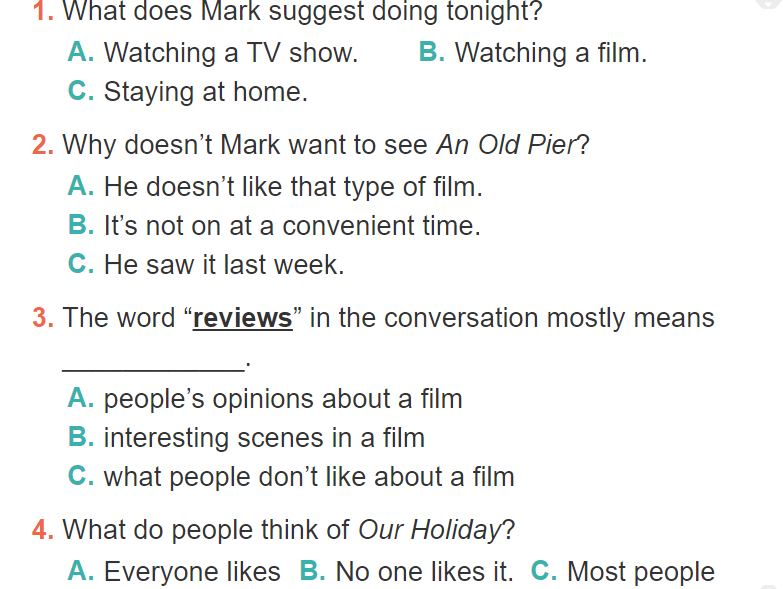 1. What does Mark suggest doing tonight?
A. Watching a TV show. B. Watching a film.
C. Staying at home.
2. Why doesn’t Mark want to see An Old Pier?
A. He doesn’t like that type of film.
B. It’s not on at a convenient time.
C. He saw it last week.
3. The word “reviews” in the conversation mostly means
______________.
A. people’s opinions about a film
B. interesting scenes in a film
C. what people don’t like about a film
4. What do people think of Our Holiday?
A. Everyone likes B. No one likes it. C. Most people